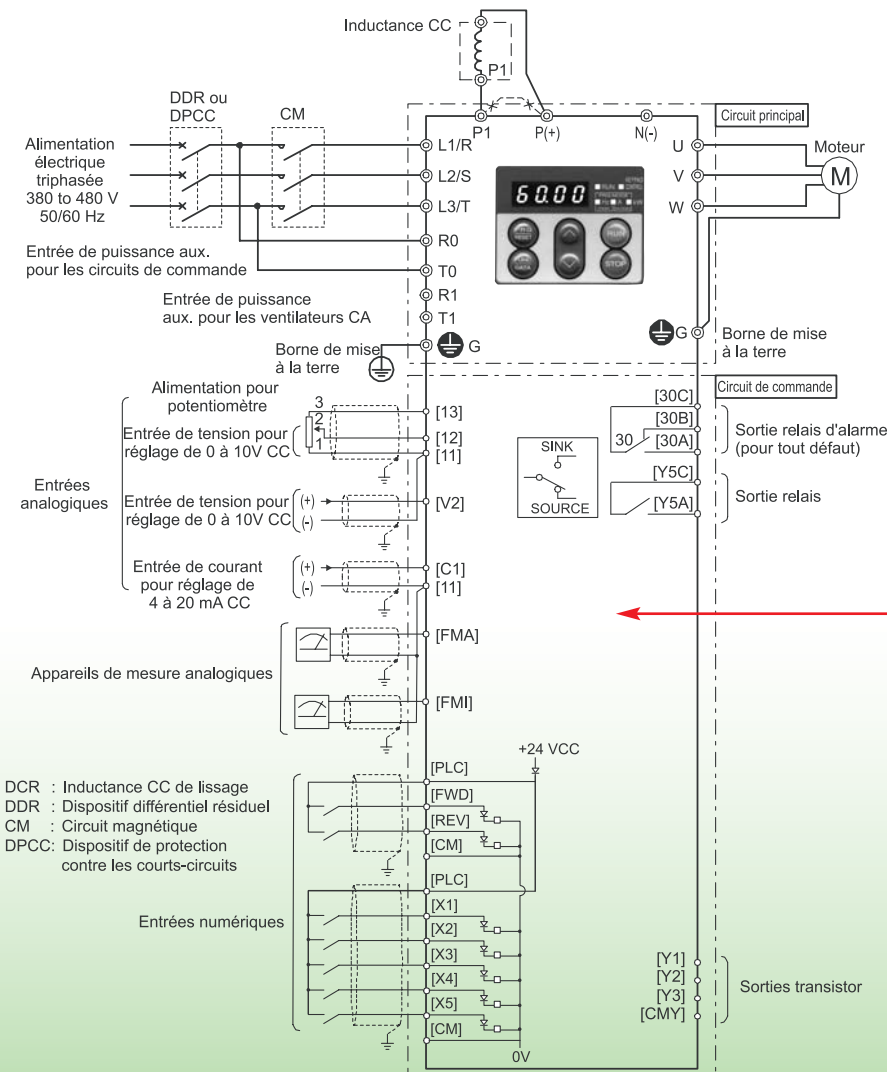 Inductance CC
P1
DDR ou
DPCC
CM
Circuit principal
P1
P(+)
N(-)
Alimentation
électrique
triphasée
380 to 480 V
50/60 Hz
L1/R
L2/S
L3/T
R0
T0
R1
T1
G
U
V
W
Moteur
M
60.00
RUN
STOP
RESET
DATA
Entrée de puissance aux.
pour les circuits de commande
Entrée de puissance
aux. pour les ventilateurs CA
Borne de mise
à la terre
G
Borne de mise
à la terre
Circuit de commande
Alimentation pour
potentiomètre
3
2
1
Entrée de tension pour
réglage de 0 à 10V CC
[13]
[12]
[11]
Entrées
analogiques
Entrée de tension pour
réglage de 0 à 10V CC
(+)
(-)
[V2]
Entrée de courant
pour réglage de
4 à 20 mA CC
(+)
(-)
[C1]
[11]
SINK
SOURCE
[30C]
[30B]
30
[30A]
Sortie relais d'alarme
(pour tout défaut)
[Y5C]
[Y5A]
Sortie relais
Appareils de mesure analogiques
[FMA]
[FMI]
+24 VCC
[PLC]
[FWD]
[REV]
[CM]
DCR : Inductance CC de lissage
DDR : Dispositif différentiel résiduel
CM : Circuit magnétique
DPCC: Dispositif de protection
contre les courts-circuits
Entrées numériques
[PLC]
[X1]
[X2]
[X3]
[X4]
[X5]
[CM]
0V
[Y1]
[Y2]
[Y3]
[CMY]
Sorties transistor